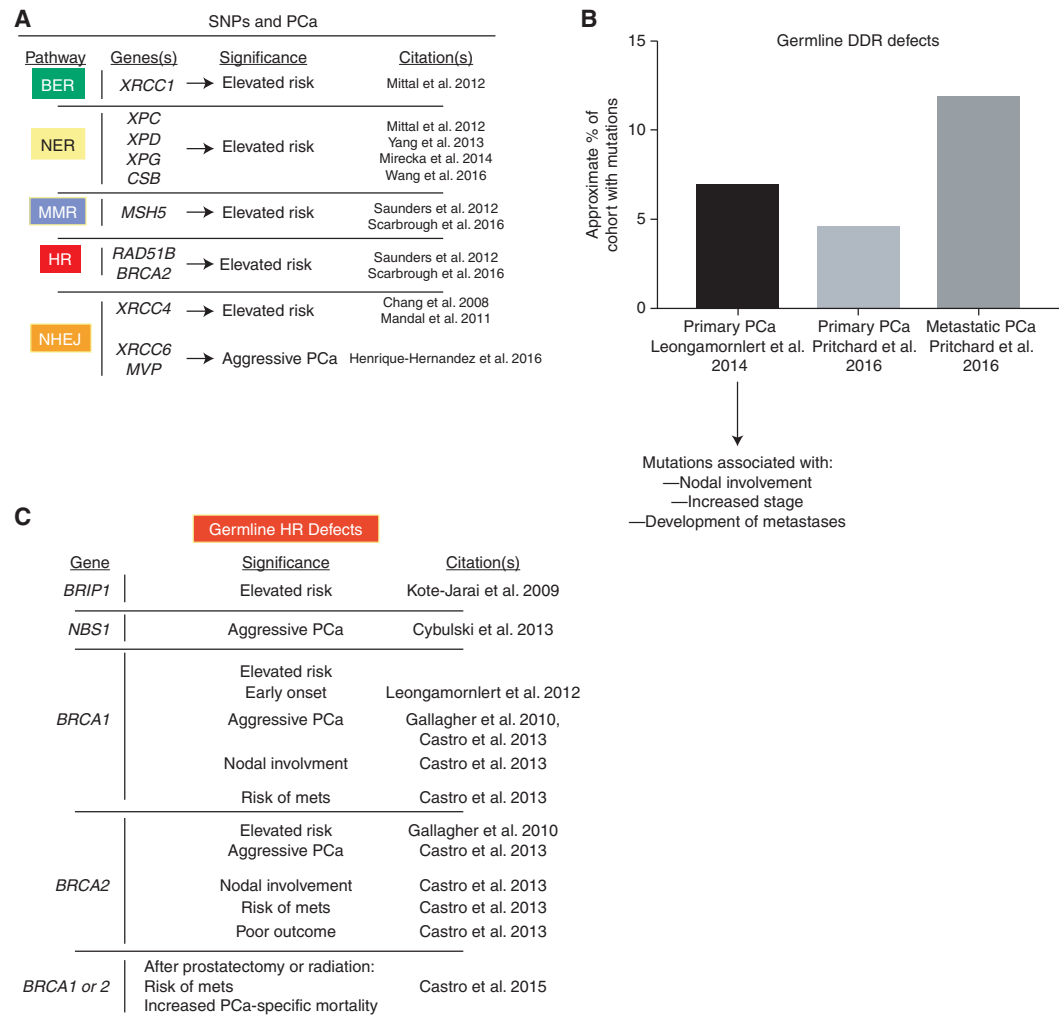 A
SNPs and PCa
Pathway Genes(s) Significance Citation(s)
BER XRCC1 Elevated risk Mittal et al. 2012
NER
XPC
XPD
XPG
CSB
Elevated risk
Mittal et al. 2012
Yang et al. 2013
Mirecka et al. 2014
Wang et al. 2016
MMR MSH5 Elevated risk
Saunders et al. 2012
Scarbrough et al. 2016
HR
RAD51B
BRCA2
Elevated risk
Saunders et al. 2012
Scarbrough et al. 2016
NHEJ
XRCC4 Elevated risk
Chang et al. 2008
Mandal et al. 2011
XRCC6
MVP
Aggressive PCa Henrique-Hernandez et al. 2016
B
Germline DDR defects
Approximate % of
cohort with mutations
15
10
5
0
Primary PCa
Leongamornlert et al.
2014
Primary PCa
Pritchard et al.
2016
Metastatic PCa
Pritchard et al.
2016
Mutations associated with:
—Nodal involvement
—Increased stage
—Development of metastases
C
Germline HR Defects
Gene Significance Citation(s)
BRIP1 Elevated risk Kote-Jarai et al. 2009
NBS1 Aggressive PCa Cybulski et al. 2013
BRCA1
Elevated risk
Early onset Leongamornlert et al. 2012
Aggressive PCa Gallagher et al. 2010,
Castro et al. 2013
Nodal involvment Castro et al. 2013
Risk of mets Castro et al. 2013
BRCA2
Elevated risk Gallagher et al. 2010
Aggressive PCa Castro et al. 2013
Nodal involvement Castro et al. 2013
Risk of mets Castro et al. 2013
Poor outcome Castro et al. 2013
BRCA1 or 2
After prostatectomy or radiation:
Risk of mets
Increased PCa-specific mortality
Castro et al. 2015